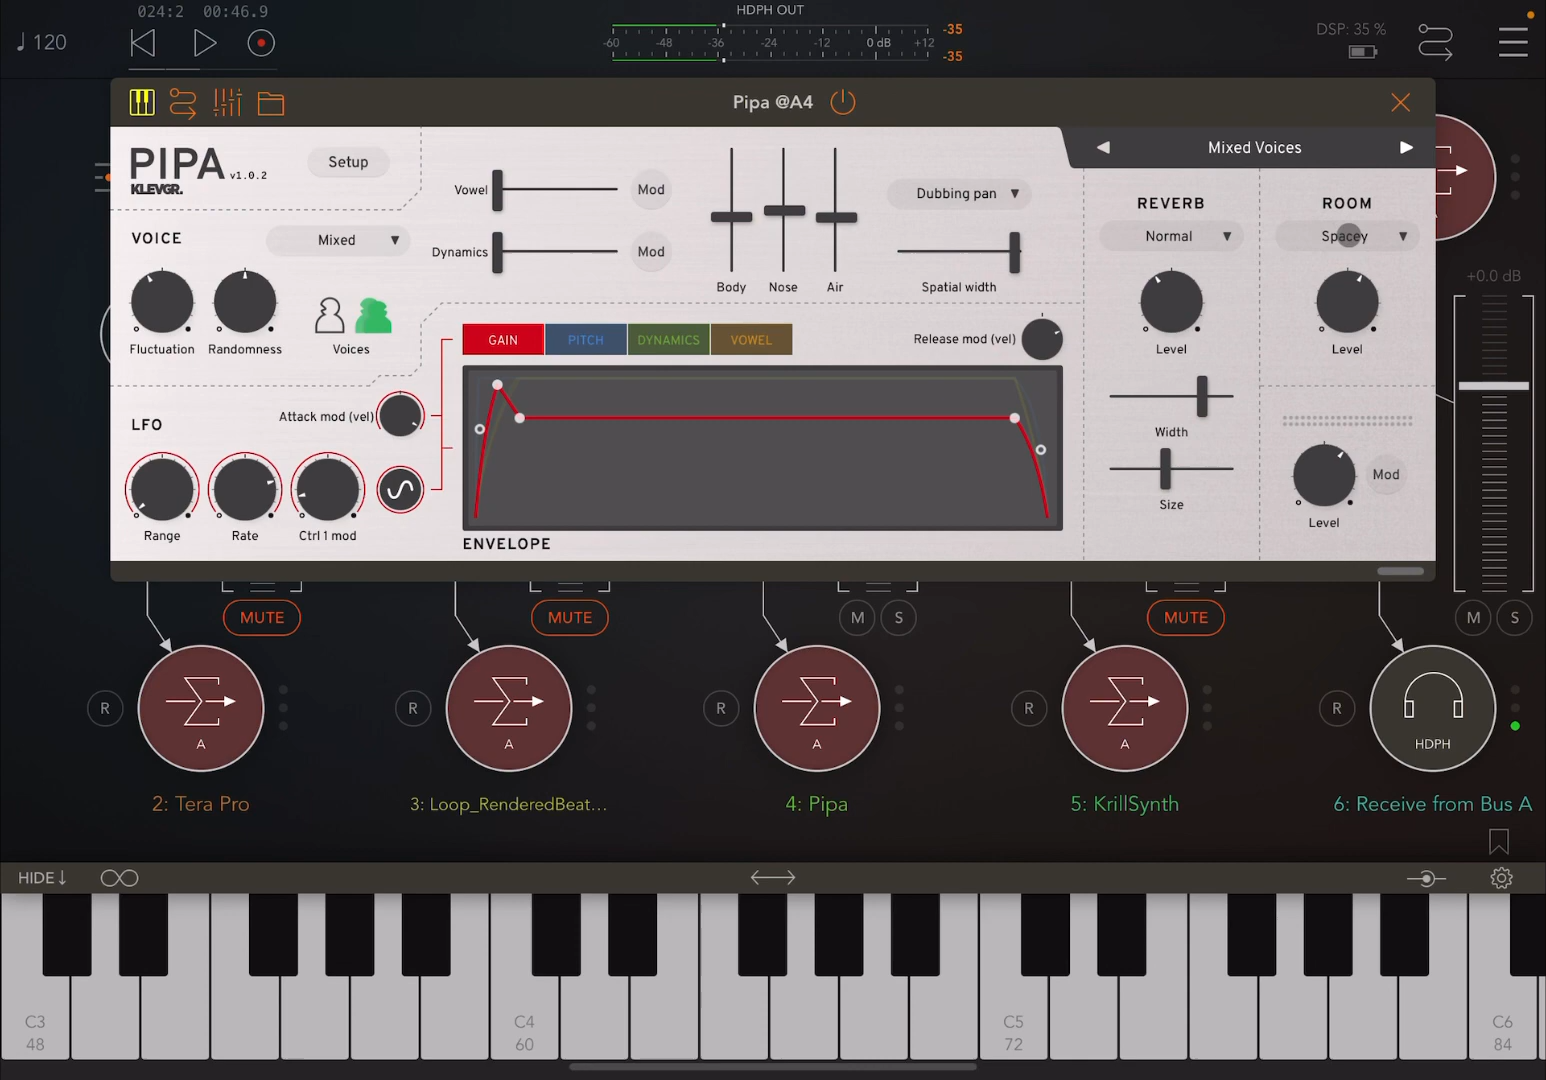 024:2 00:46.9
HDPH OUT
♩ 120
-60 -48 -36 -24 -12 0 dB +12
-35
-35
DSP: 35 %
Pipa @A4
PIPA v1.0.2
KLEVGR.
Setup
Vowel
Mod
Dynamics
Mod
Body Nose Air
Dubbing pan ▼
Spatial width
◀ Mixed Voices ▶
VOICE
Mixed ▼
Fluctuation Randomness Voices
REVERB
Normal ▼
Level
Width
Size
ROOM
Spacey ▼
Level
Level
Mod
+0.0 dB
GAIN PITCH DYNAMICS VOWEL
Release mod (vel)
Attack mod (vel)
LFO
Range Rate Ctrl 1 mod
ENVELOPE
MUTE MUTE M S MUTE M S
R R R R R
A A A A HDPH
2: Tera Pro 3: Loop_RenderedBeat... 4: Pipa 5: KrillSynth 6: Receive from Bus A
HIDE↓
C3 C4 C5 C6
48 60 72 84